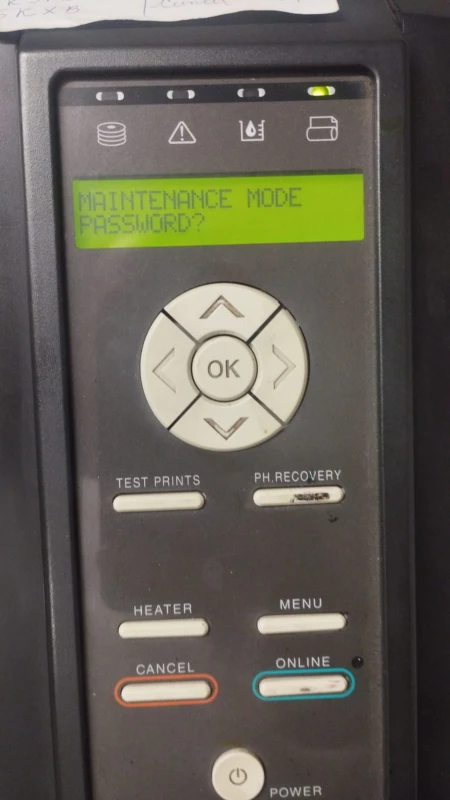 MAINTENANCE MODE
PASSWORD?
OK
TEST PRINTS
PH.RECOVERY
HEATER
MENU
CANCEL
ONLINE
POWER